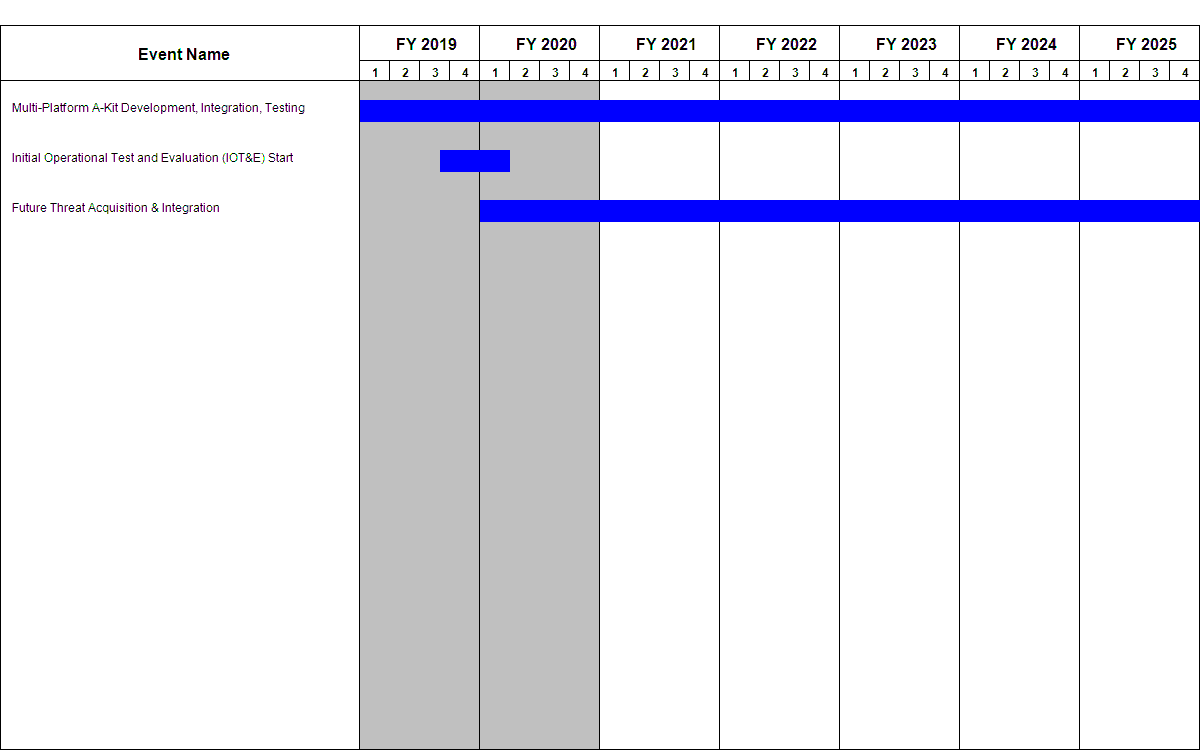 Event Name
FY 2019 FY 2020 FY 2021 FY 2022 FY 2023 FY 2024 FY 2025
1 2 3 4 1 2 3 4 1 2 3 4 1 2 3 4 1 2 3 4 1 2 3 4 1 2 3 4
Multi-Platform A-Kit Development, Integration, Testing
Initial Operational Test and Evaluation (IOT&E) Start
Future Threat Acquisition & Integration